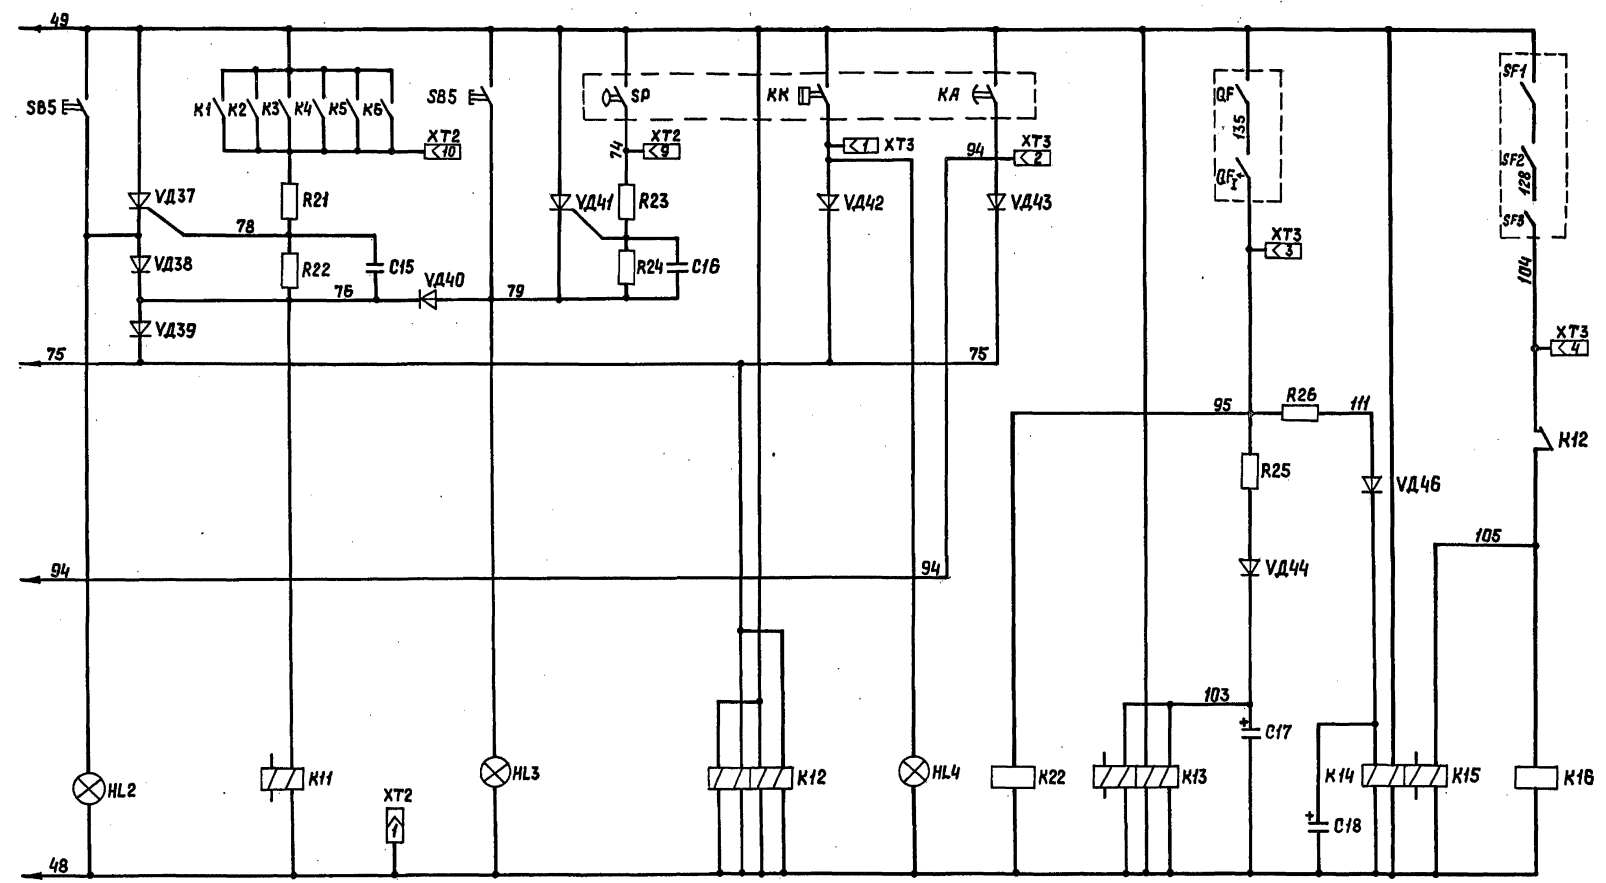 49
SB5
K1 K2 K3 K4 K5 K6
SB5
SP
KK
KA
QF
135
QF I
SF1
SF2
128
SF3
XT2
10
74
XT2
9
1 XT3
94
XT3
2
VД37
R21
78
VД41
R23
VД42
VД43
XT3
3
VД38
R22
C15
76
VД40
79
R24
C16
104
VД39
75
75
XT3
4
95
R26
111
K12
R25
VД46
105
94
94
VД44
103
C17
HL2
K11
HL3
K12
HL4
K22
K13
K14
K15
K16
XT2
1
C18
48